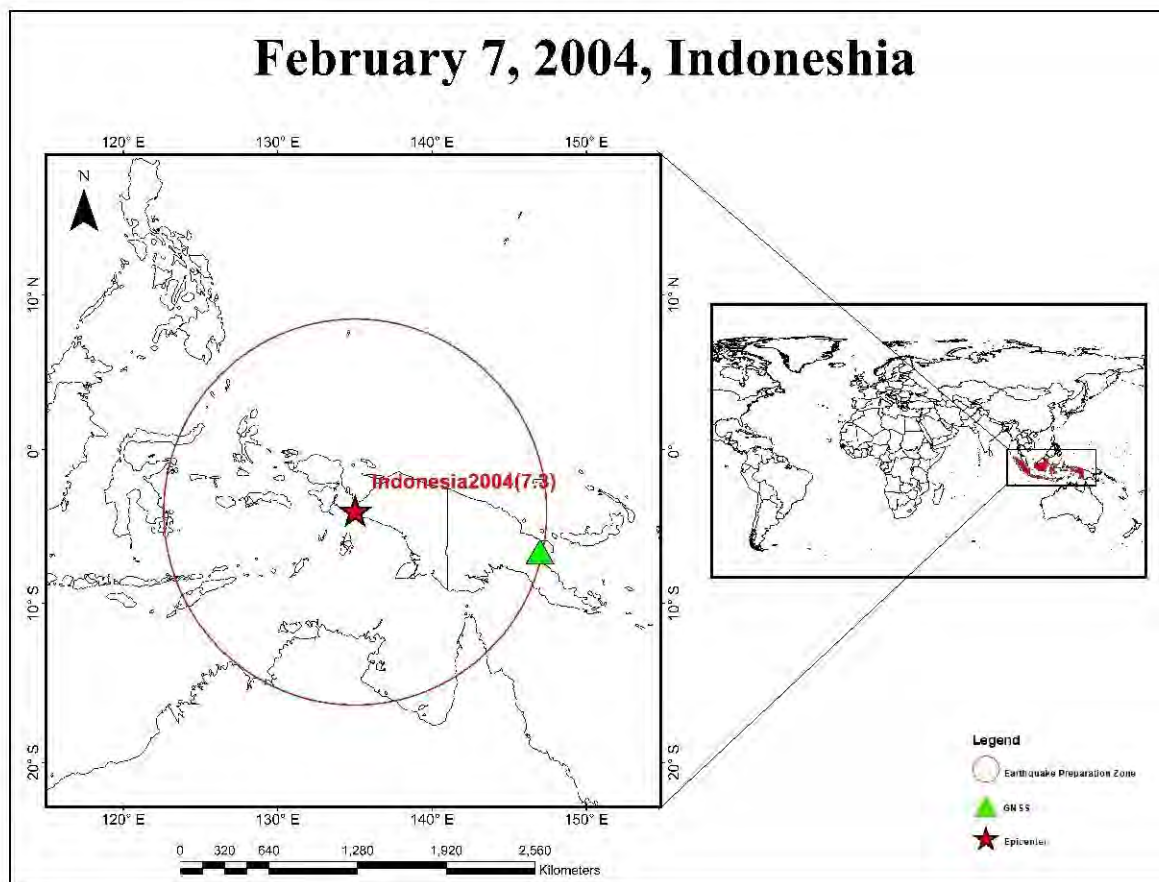 February 7, 2004, Indoneshia
120° E 130° E 140° E 150° E
N
10° N 10° N
0° 0°
Indonesia2004(7.3)
10° S 10° S
20° S 20° S
120° E 130° E 140° E 150° E
0 320 640 1,280 1,920 2,560
Kilometers
Legend
Earthquake Preparation Zone
GNSS
Epicenter